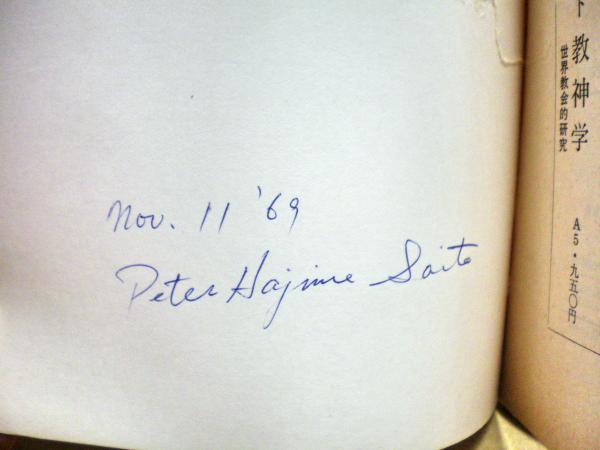 Nov. 11 '69
Peter Hajime Saito
ト教神学
世界教会的研究
A5・九五〇円